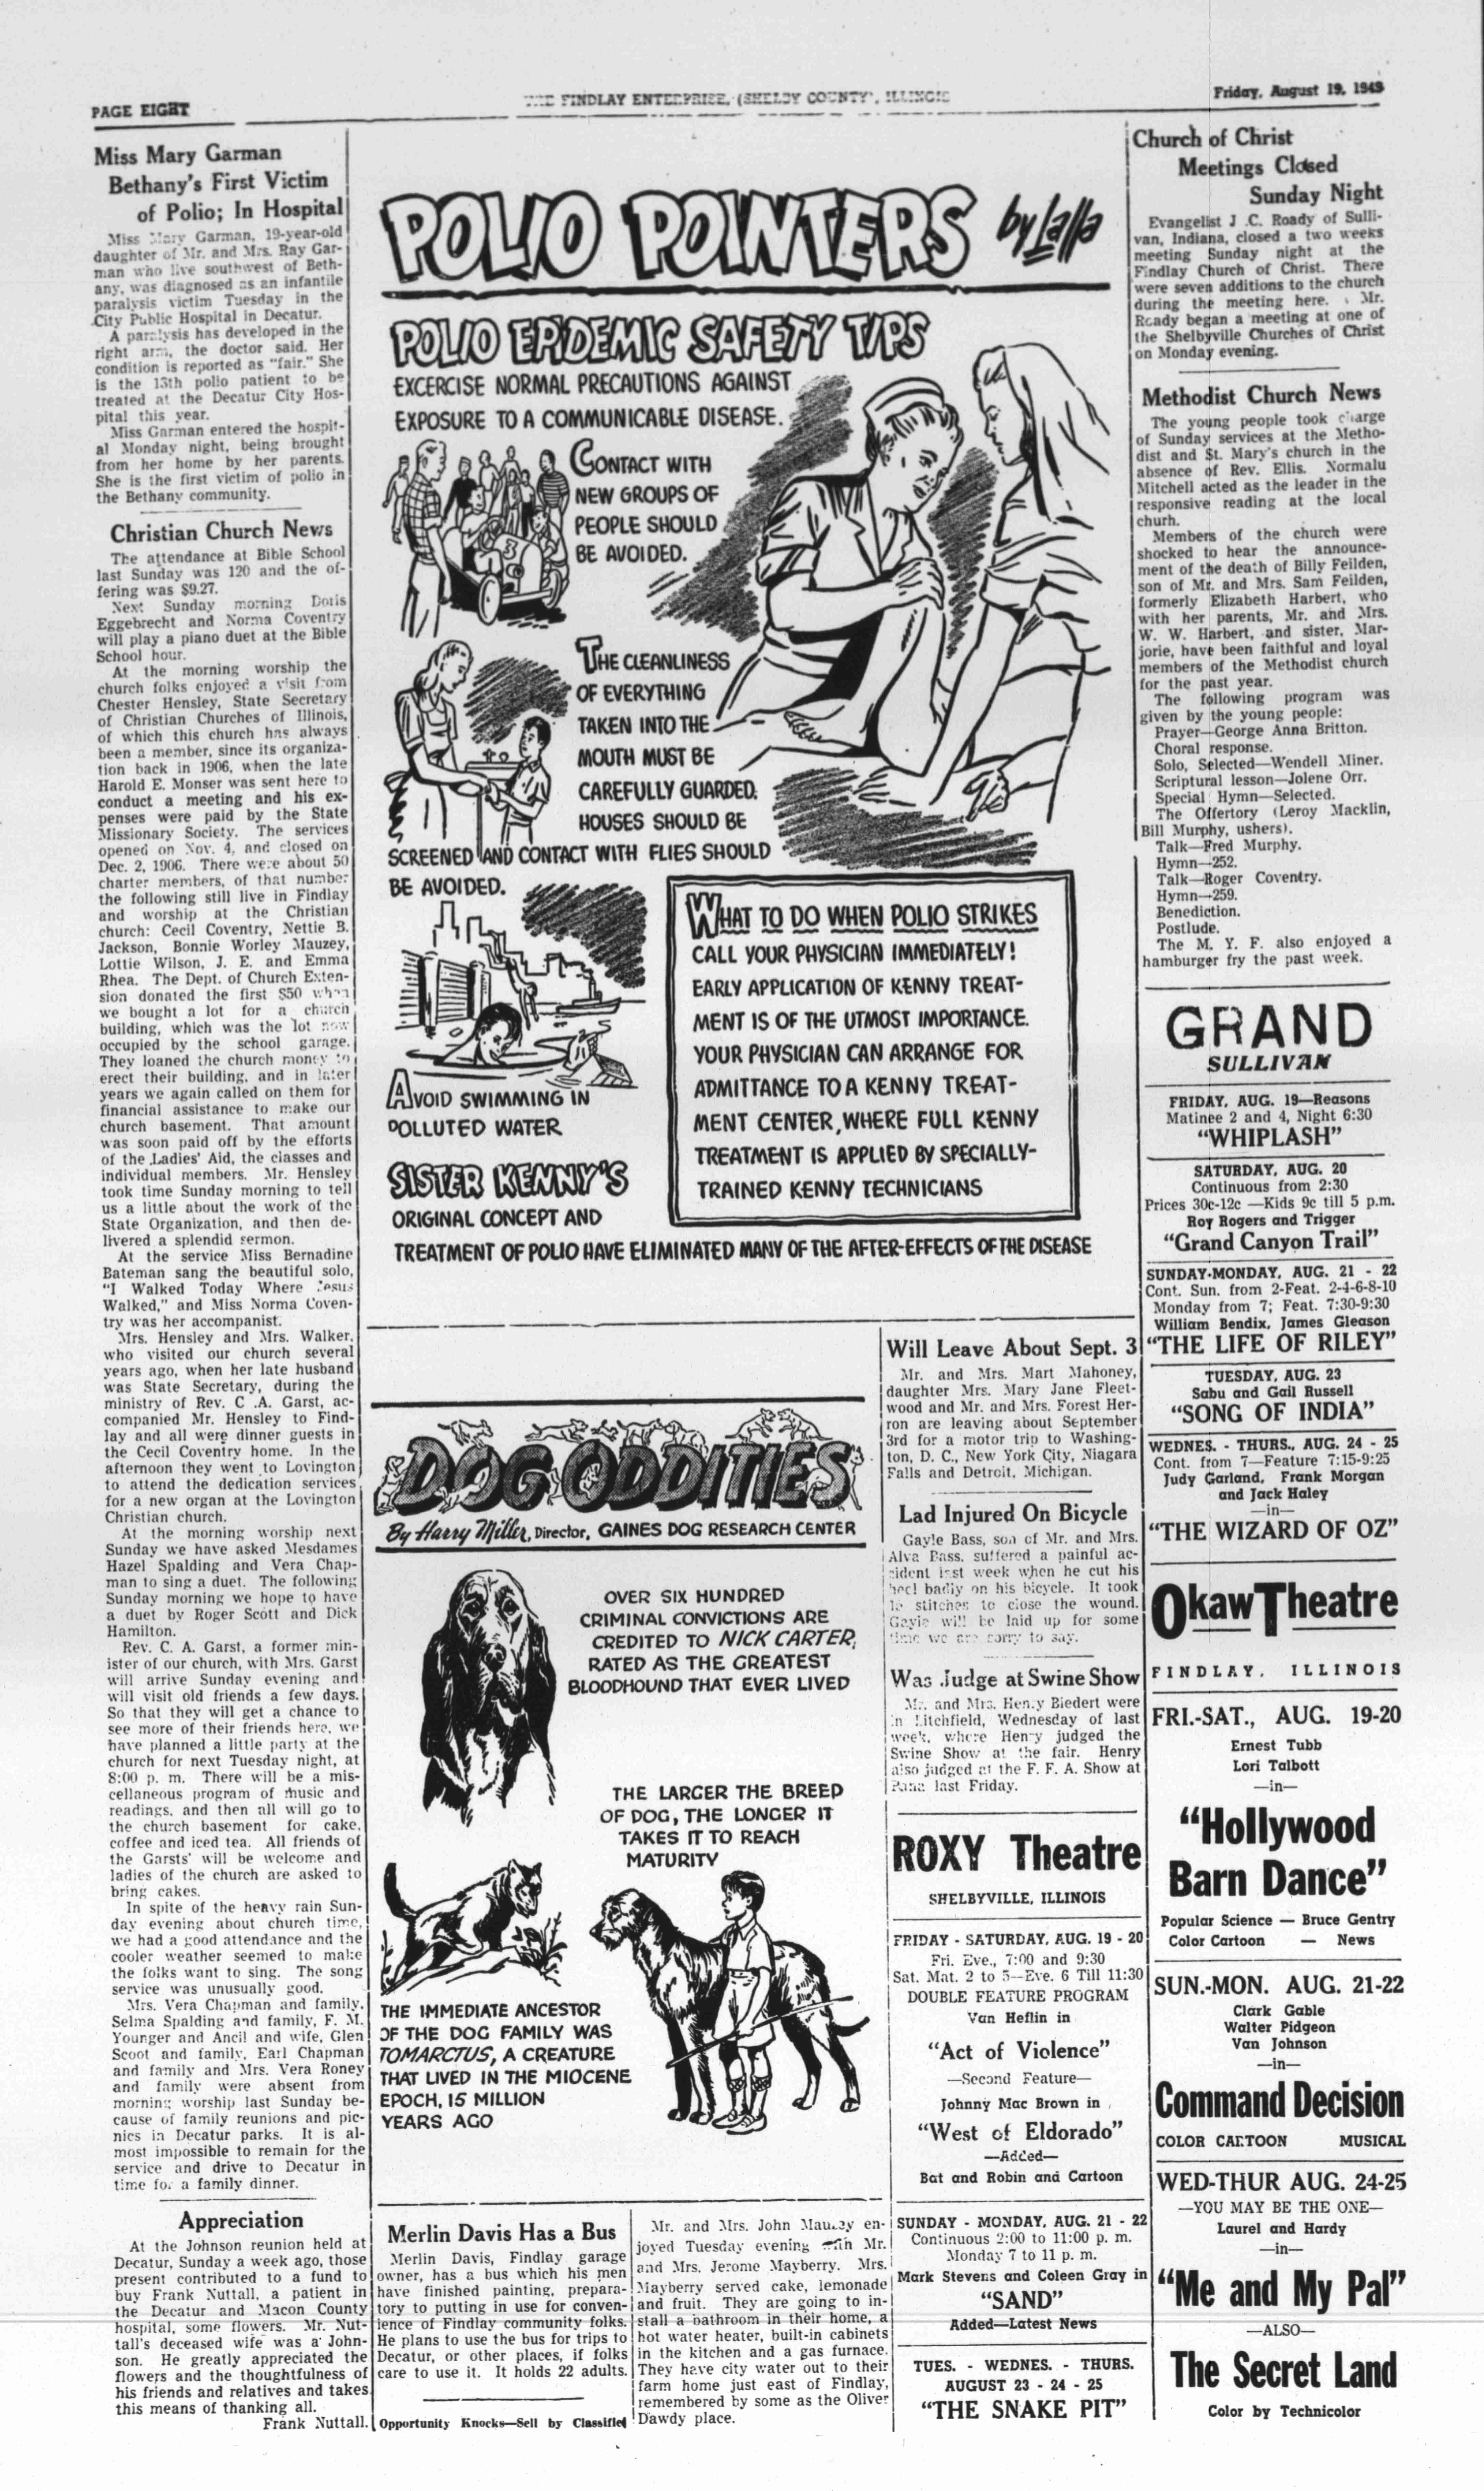 PAGE EIGHT
THE FINDLAY ENTERPRISE, (SHELBY COUNTY), ILLINOIS
Friday, August 19, 1949
Miss Mary Garman
Bethany's First Victim
of Polio; In Hospital
Miss Mary Garman, 19-year-old
daughter of Mr. and Mrs. Ray Gar-
man who live southwest of Beth-
any, was diagnosed as an infantile
paralysis victim Tuesday in the
City Public Hospital in Decatur.
A paralysis has developed in the
right arm, the doctor said. Her
condition is reported as "fair." She
is the 13th polio patient to be
treated at the Decatur City Hos-
pital this year.
Miss Garman entered the hospit-
al Monday night, being brought
from her home by her parents.
She is the first victim of polio in
the Bethany community.
Christian Church News
The attendance at Bible School
last Sunday was 120 and the of-
fering was $9.27.
Next Sunday morning Doris
Eggebrecht and Norma Coventry
will play a piano duet at the Bible
School hour.
At the morning worship the
church folks enjoyed a visit from
Chester Hensley, State Secretary
of Christian Churches of Illinois,
of which this church has always
been a member, since its organiza-
tion back in 1906, when the late
Harold E. Monser was sent here to
conduct a meeting and his ex-
penses were paid by the State
Missionary Society. The services
opened on Nov. 4, and closed on
Dec. 2, 1906. There were about 50
charter members, of that number
the following still live in Findlay
and worship at the Christian
church: Cecil Coventry, Nettie B.
Jackson, Bonnie Worley Mauzey,
Lottie Wilson, J. E. and Emma
Rhea. The Dept. of Church Exten-
sion donated the first $50 when
we bought a lot for a church
building, which was the lot now
occupied by the school garage.
They loaned the church money to
erect their building, and in later
years we again called on them for
financial assistance to make our
church basement. That amount
was soon paid off by the efforts
of the Ladies' Aid, the classes and
individual members. Mr. Hensley
took time Sunday morning to tell
us a little about the work of the
State Organization, and then de-
livered a splendid sermon.
At the service Miss Bernadine
Bateman sang the beautiful solo,
"I Walked Today Where Jesus
Walked," and Miss Norma Coven-
try was her accompanist.
Mrs. Hensley and Mrs. Walker,
who visited our church several
years ago, when her late husband
was State Secretary, during the
ministry of Rev. C .A. Garst, ac-
companied Mr. Hensley to Find-
lay and all were dinner guests in
the Cecil Coventry home. In the
afternoon they went to Lovington
to attend the dedication services
for a new organ at the Lovington
Christian church.
At the morning worship next
Sunday we have asked Mesdames
Hazel Spalding and Vera Chap-
man to sing a duet. The following
Sunday morning we hope to have
a duet by Roger Scott and Dick
Hamilton.
Rev. C. A. Garst, a former min-
ister of our church, with Mrs. Garst
will arrive Sunday evening and
will visit old friends a few days.
So that they will get a chance to
see more of their friends here, we
have planned a little party at the
church for next Tuesday night, at
8:00 p. m. There will be a mis-
cellaneous program of music and
readings, and then all will go to
the church basement for cake,
coffee and iced tea. All friends of
the Garsts' will be welcome and
ladies of the church are asked to
bring cakes.
In spite of the heavy rain Sun-
day evening about church time,
we had a good attendance and the
cooler weather seemed to make
the folks want to sing. The song
service was unusually good.
Mrs. Vera Chapman and family,
Selma Spalding and family, F. M.
Younger and Ancil and wife, Glen
Scoot and family, Earl Chapman
and family and Mrs. Vera Roney
and family were absent from
morning worship last Sunday be-
cause of family reunions and pic-
nics in Decatur parks. It is al-
most impossible to remain for the
service and drive to Decatur in
time for a family dinner.
Appreciation
At the Johnson reunion held at
Decatur, Sunday a week ago, those
present contributed to a fund to
buy Frank Nuttall, a patient in
the Decatur and Macon County
hospital, some flowers. Mr. Nut-
tall's deceased wife was a John-
son. He greatly appreciated the
flowers and the thoughtfulness of
his friends and relatives and takes
this means of thanking all.
Frank Nuttall.
POLIO POINTERS by Lalla
POLIO EPIDEMIC SAFETY TIPS
EXCERCISE NORMAL PRECAUTIONS AGAINST
EXPOSURE TO A COMMUNICABLE DISEASE.
CONTACT WITH
NEW GROUPS OF
PEOPLE SHOULD
BE AVOIDED.
3
THE CLEANLINESS
OF EVERYTHING
TAKEN INTO THE
MOUTH MUST BE
CAREFULLY GUARDED.
HOUSES SHOULD BE
SCREENED AND CONTACT WITH FLIES SHOULD
BE AVOIDED.
AVOID SWIMMING IN
POLLUTED WATER
WHAT TO DO WHEN POLIO STRIKES
CALL YOUR PHYSICIAN IMMEDIATELY!
EARLY APPLICATION OF KENNY TREAT-
MENT IS OF THE UTMOST IMPORTANCE.
YOUR PHYSICIAN CAN ARRANGE FOR
ADMITTANCE TO A KENNY TREAT-
MENT CENTER, WHERE FULL KENNY
TREATMENT IS APPLIED BY SPECIALLY-
TRAINED KENNY TECHNICIANS
SISTER KENNY'S
ORIGINAL CONCEPT AND
TREATMENT OF POLIO HAVE ELIMINATED MANY OF THE AFTER-EFFECTS OF THE DISEASE
DOG ODDITIES
By Harry Miller, Director, GAINES DOG RESEARCH CENTER
OVER SIX HUNDRED
CRIMINAL CONVICTIONS ARE
CREDITED TO NICK CARTER,
RATED AS THE GREATEST
BLOODHOUND THAT EVER LIVED
THE LARGER THE BREED
OF DOG, THE LONGER IT
TAKES IT TO REACH
MATURITY
THE IMMEDIATE ANCESTOR
OF THE DOG FAMILY WAS
TOMARCTUS, A CREATURE
THAT LIVED IN THE MIOCENE
EPOCH, 15 MILLION
YEARS AGO
Merlin Davis Has a Bus
Merlin Davis, Findlay garage
owner, has a bus which his men
have finished painting, prepara-
tory to putting in use for conven-
ience of Findlay community folks.
He plans to use the bus for trips to
Decatur, or other places, if folks
care to use it. It holds 22 adults.
Opportunity Knocks—Sell by Classified
Mr. and Mrs. John Mauzey en-
joyed Tuesday evening with Mr.
and Mrs. Jerome Mayberry. Mrs.
Mayberry served cake, lemonade
and fruit. They are going to in-
stall a bathroom in their home, a
hot water heater, built-in cabinets
in the kitchen and a gas furnace.
They have city water out to their
farm home just east of Findlay,
remembered by some as the Oliver
Dawdy place.
Will Leave About Sept. 3
Mr. and Mrs. Mart Mahoney,
daughter Mrs. Mary Jane Fleet-
wood and Mr. and Mrs. Forest Her-
ron are leaving about September
3rd for a motor trip to Washing-
ton, D. C., New York City, Niagara
Falls and Detroit, Michigan.
Lad Injured On Bicycle
Gayle Bass, son of Mr. and Mrs.
Alva Bass, suffered a painful ac-
cident last week when he cut his
heel badly on his bicycle. It took
stitches to close the wound.
Gayle will be laid up for some
time we are sorry to say.
Was Judge at Swine Show
Mr. and Mrs. Henry Biedert were
in Litchfield, Wednesday of last
week, where Henry judged the
Swine Show at the fair. Henry
also judged at the F. F. A. Show at
Pana last Friday.
ROXY Theatre
SHELBYVILLE, ILLINOIS
FRIDAY - SATURDAY, AUG. 19 - 20
Fri. Eve., 7:00 and 9:30
Sat. Mat. 2 to 5--Eve. 6 Till 11:30
DOUBLE FEATURE PROGRAM
Van Heflin in
"Act of Violence"
—Second Feature—
Johnny Mac Brown in
"West of Eldorado"
—Added—
Bat and Robin and Cartoon
SUNDAY - MONDAY, AUG. 21 - 22
Continuous 2:00 to 11:00 p. m.
Monday 7 to 11 p. m.
Mark Stevens and Coleen Gray in
"SAND"
Added—Latest News
TUES. - WEDNES. - THURS.
AUGUST 23 - 24 - 25
"THE SNAKE PIT"
Church of Christ
Meetings Closed
Sunday Night
Evangelist J .C. Roady of Sulli-
van, Indiana, closed a two weeks
meeting Sunday night at the
Findlay Church of Christ. There
were seven additions to the church
during the meeting here. Mr.
Roady began a meeting at one of
the Shelbyville Churches of Christ
on Monday evening.
Methodist Church News
The young people took charge
of Sunday services at the Metho-
dist and St. Mary's church in the
absence of Rev. Ellis. Normalu
Mitchell acted as the leader in the
responsive reading at the local
churh.
Members of the church were
shocked to hear the announce-
ment of the death of Billy Feilden,
son of Mr. and Mrs. Sam Feilden,
formerly Elizabeth Harbert, who
with her parents, Mr. and Mrs.
W. W. Harbert, and sister, Mar-
jorie, have been faithful and loyal
members of the Methodist church
for the past year.
The following program was
given by the young people:
Prayer—George Anna Britton.
Choral response.
Solo, Selected—Wendell Miner.
Scriptural lesson—Jolene Orr.
Special Hymn—Selected.
The Offertory (Leroy Macklin,
Bill Murphy, ushers).
Talk—Fred Murphy.
Hymn—252.
Talk—Roger Coventry.
Hymn—259.
Benediction.
Postlude.
The M. Y. F. also enjoyed a
hamburger fry the past week.
GRAND
SULLIVAN
FRIDAY, AUG. 19—Reasons
Matinee 2 and 4, Night 6:30
"WHIPLASH"
SATURDAY, AUG. 20
Continuous from 2:30
Prices 30c-12c —Kids 9c till 5 p.m.
Roy Rogers and Trigger
"Grand Canyon Trail"
SUNDAY-MONDAY, AUG. 21 - 22
Cont. Sun. from 2-Feat. 2-4-6-8-10
Monday from 7; Feat. 7:30-9:30
William Bendix, James Gleason
"THE LIFE OF RILEY"
TUESDAY, AUG. 23
Sabu and Gail Russell
"SONG OF INDIA"
WEDNES. - THURS., AUG. 24 - 25
Cont. from 7—Feature 7:15-9:25
Judy Garland, Frank Morgan
and Jack Haley
—in—
"THE WIZARD OF OZ"
Okaw Theatre
FINDLAY, ILLINOIS
FRI.-SAT., AUG. 19-20
Ernest Tubb
Lori Talbott
—in—
"Hollywood
Barn Dance"
Popular Science — Bruce Gentry
Color Cartoon — News
SUN.-MON. AUG. 21-22
Clark Gable
Walter Pidgeon
Van Johnson
—in—
Command Decision
COLOR CARTOON MUSICAL
WED-THUR AUG. 24-25
—YOU MAY BE THE ONE—
Laurel and Hardy
—in—
"Me and My Pal"
—ALSO—
The Secret Land
Color by Technicolor